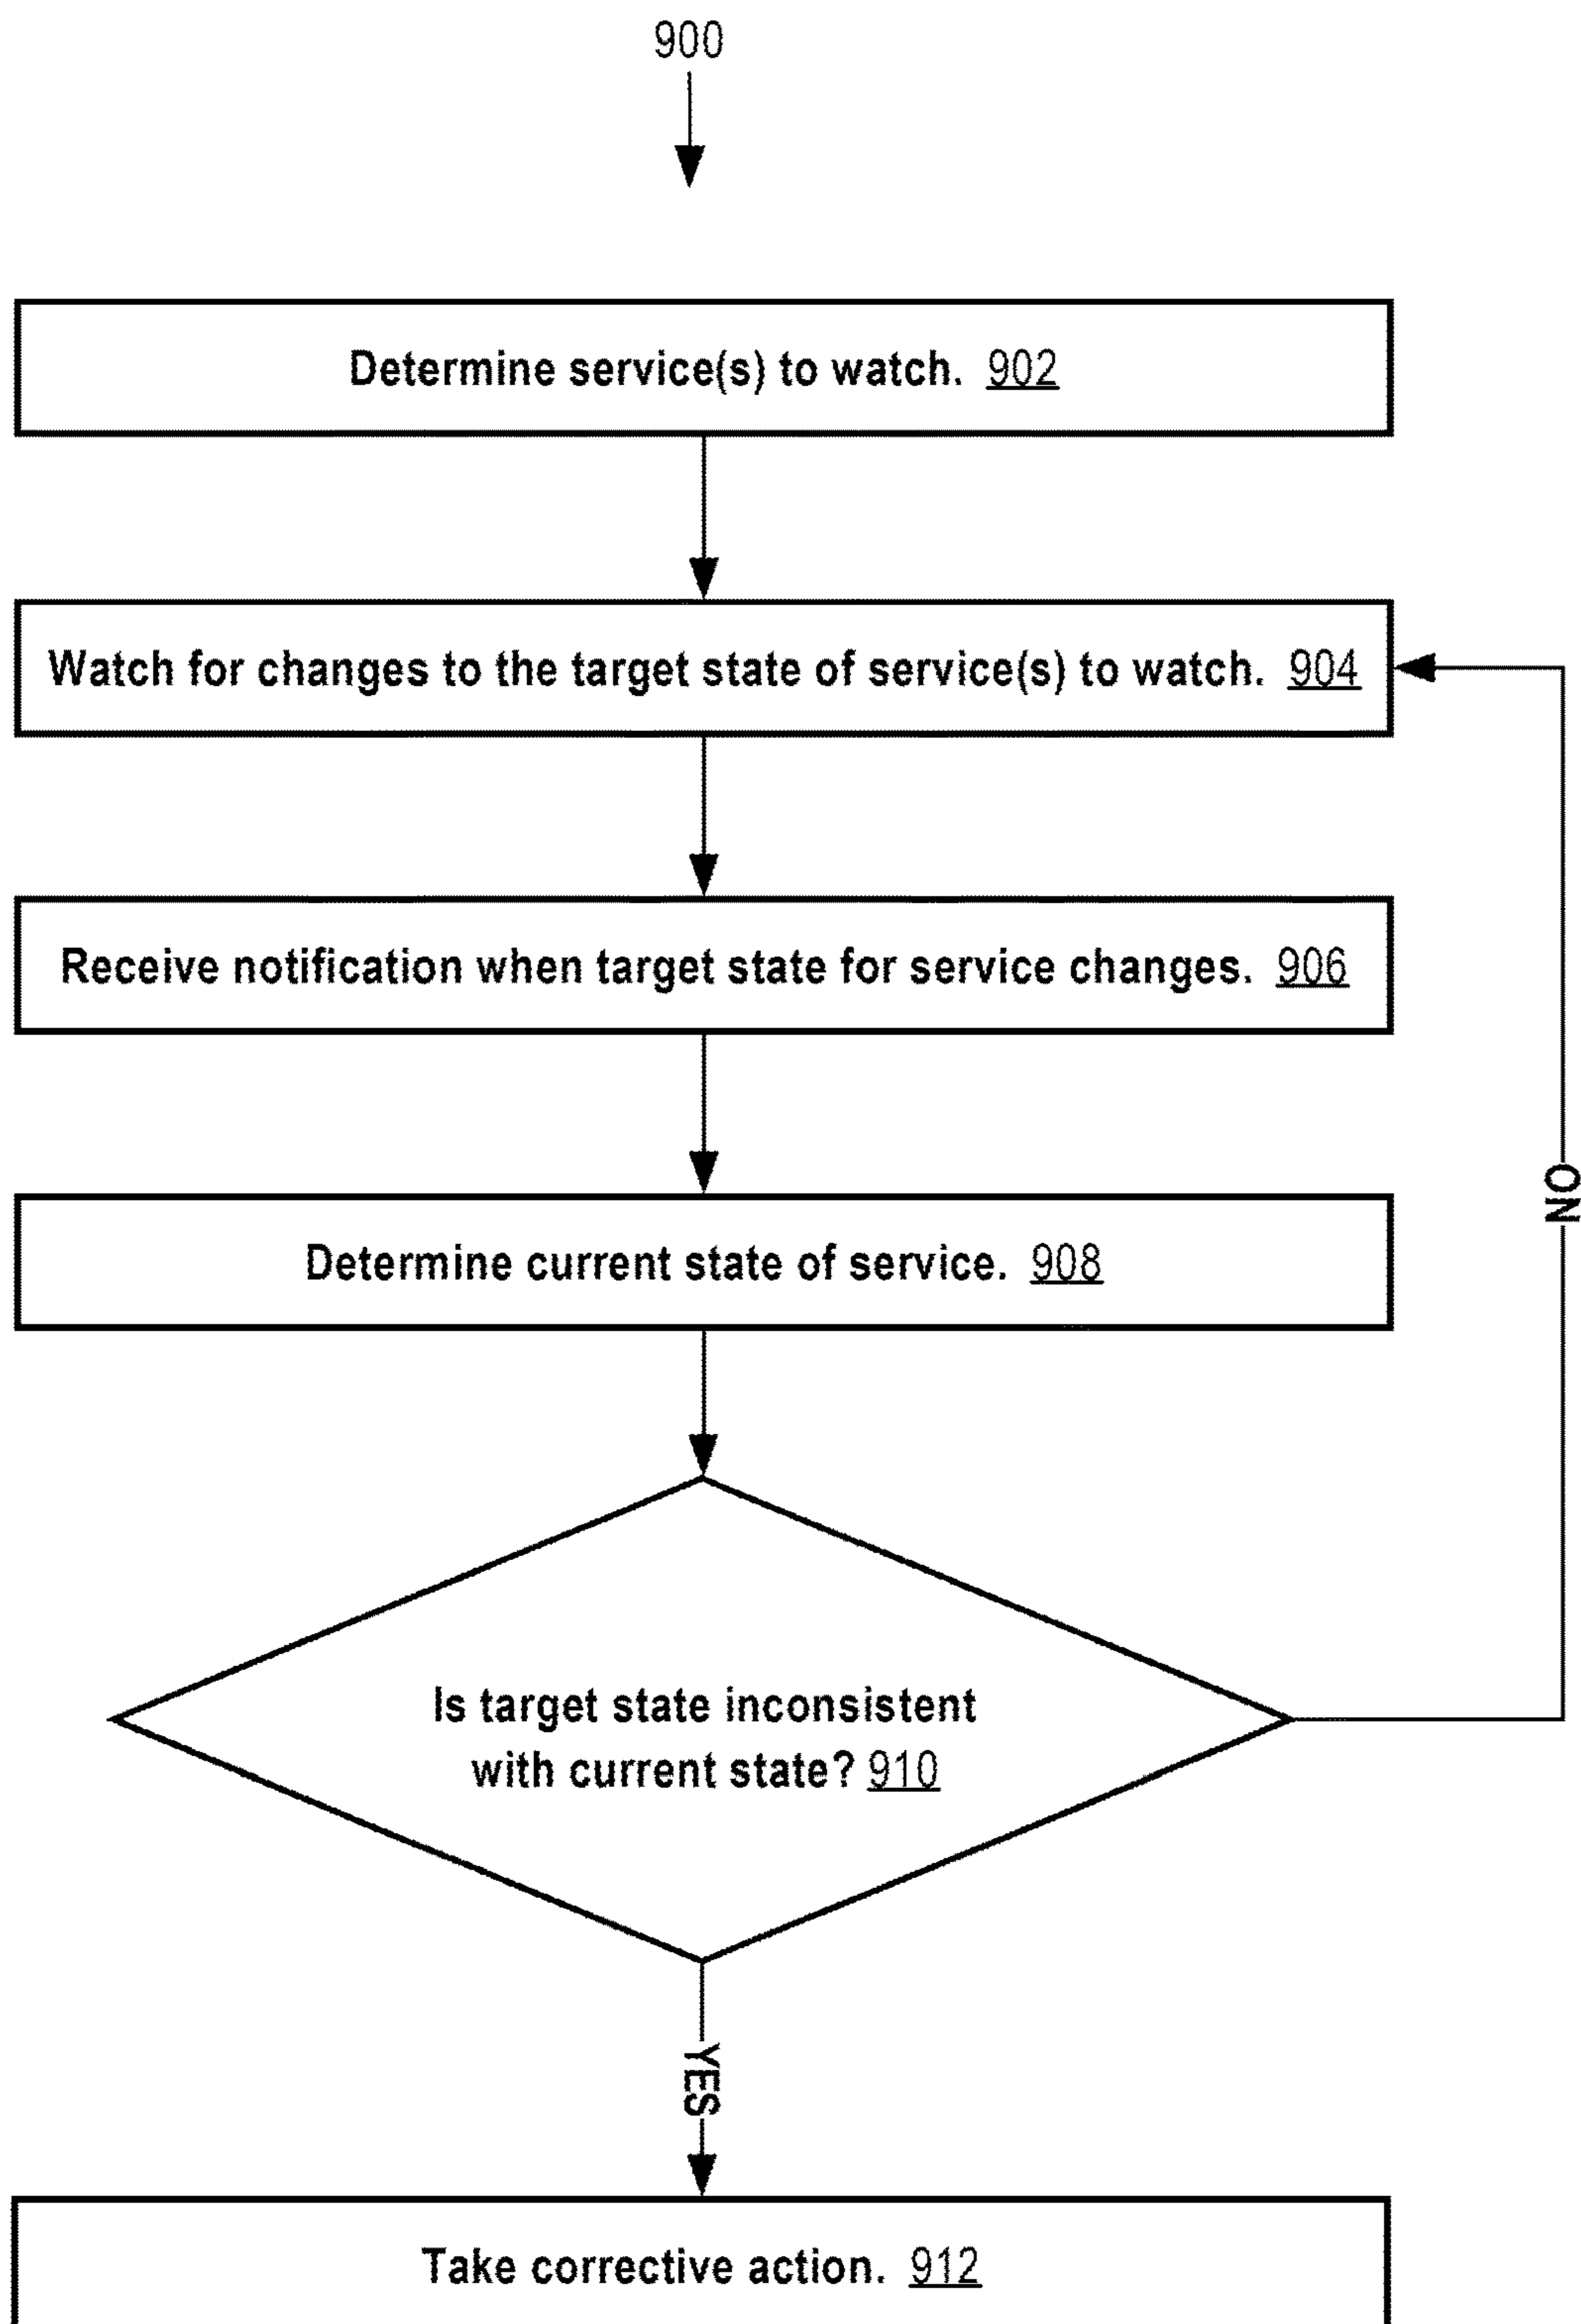 900
Determine service(s) to watch. 902
Watch for changes to the target state of service(s) to watch. 904
Receive notification when target state for service changes. 906
NO
Determine current state of service. 908
Is target state inconsistent
with current state? 910
YES
Take corrective action. 912